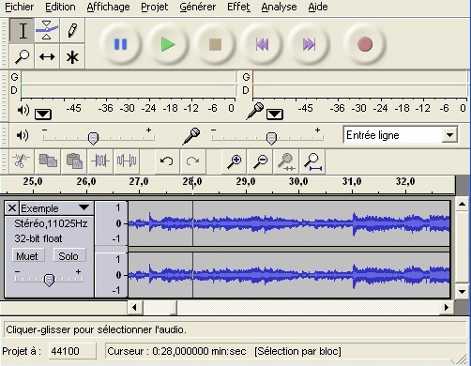 Fichier Edition Affichage Projet Générer Effet Analyse Aide
G
D
-45 -36 -28 -24 -18 -12 -6 0
G
D
-45 -36 -28 -24 -18 -12 -6 0
- + - + Entrée ligne
25,0 26,0 27,0 28,0 29,0 30,0 31,0 32,0
Exemple
Stéréo,11025Hz
32-bit float
Muet Solo
- +
1
0
-1
1
0
-1
Cliquer-glisser pour sélectionner l'audio.
Projet à : 44100 Curseur : 0:28,000000 min:sec [Sélection par bloc]